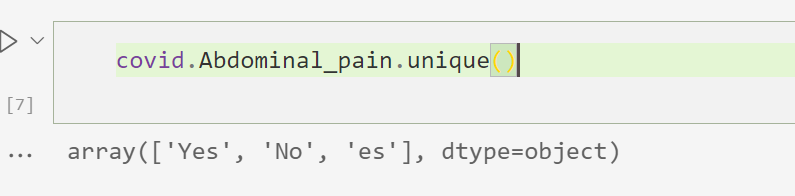 covid.Abdominal_pain.unique()
[7]
... array(['Yes', 'No', 'es'], dtype=object)